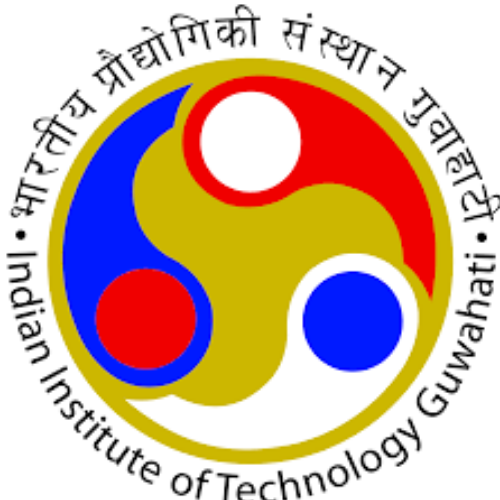 भारतीय प्रौद्योगिकी संस्थान गुवाहाटी
• Indian Institute of Technology Guwahati •